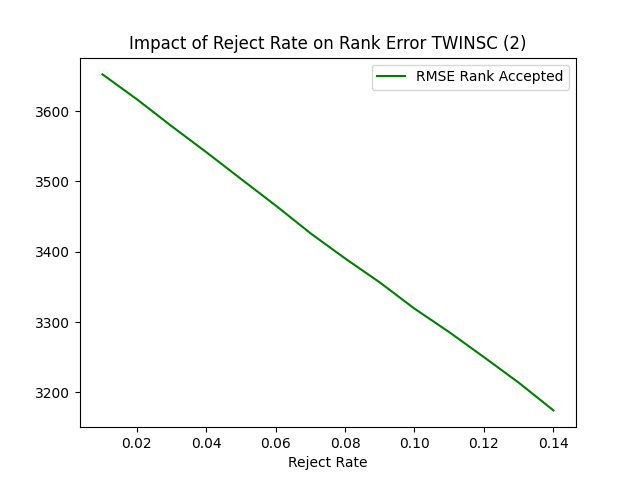 Impact of Reject Rate on Rank Error TWINSC (2)
RMSE Rank Accepted
3600
3500
3400
3300
3200
0.02 0.04 0.06 0.08 0.10 0.12 0.14
Reject Rate